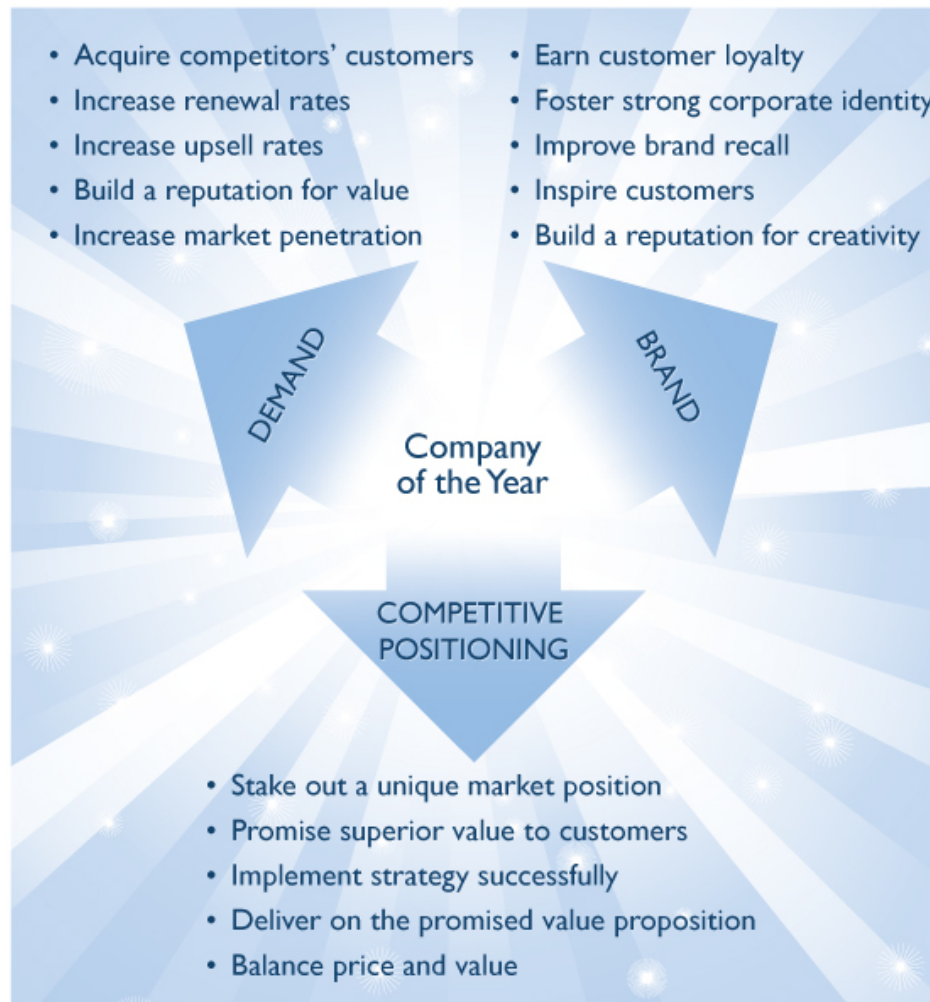 • Acquire competitors’ customers
• Increase renewal rates
• Increase upsell rates
• Build a reputation for value
• Increase market penetration
• Earn customer loyalty
• Foster strong corporate identity
• Improve brand recall
• Inspire customers
• Build a reputation for creativity
DEMAND
BRAND
Company
of the Year
COMPETITIVE
POSITIONING
• Stake out a unique market position
• Promise superior value to customers
• Implement strategy successfully
• Deliver on the promised value proposition
• Balance price and value